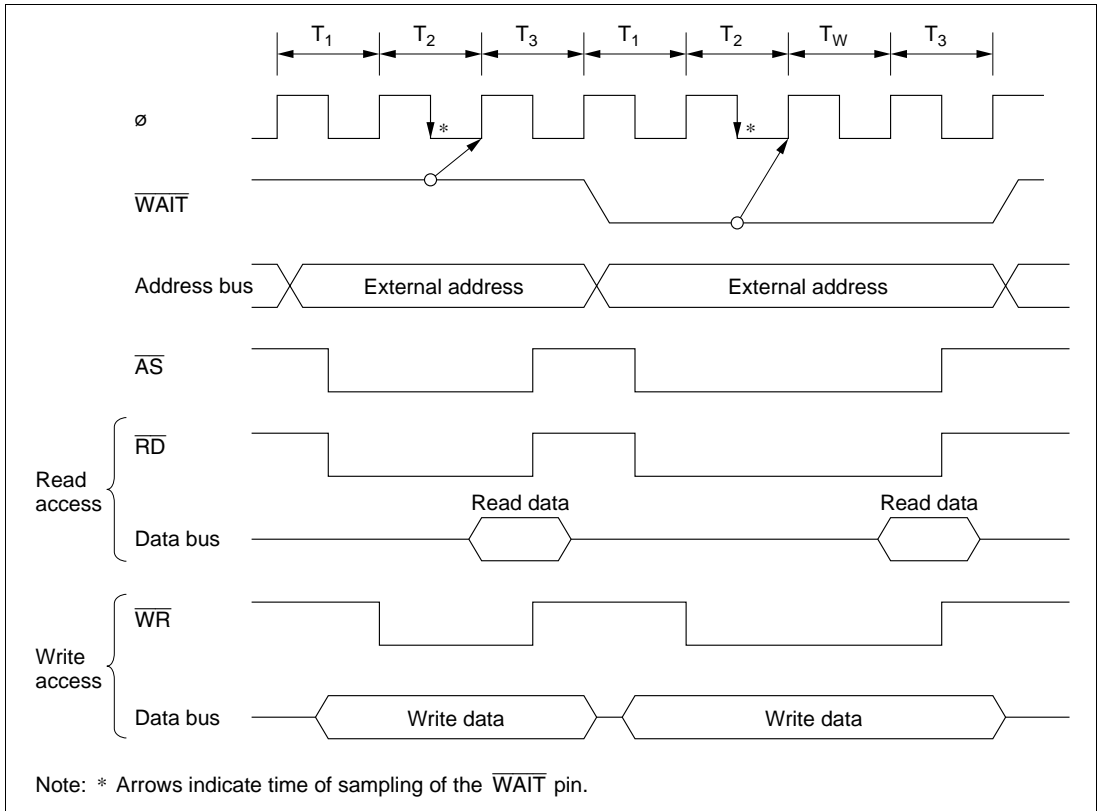 T1 T2 T3 T1 T2 TW T3
ø
* *
WAIT
Address bus External address External address
AS
Read access
RD
Read data Read data
Data bus
Write access
WR
Data bus Write data Write data
Note: * Arrows indicate time of sampling of the WAIT pin.